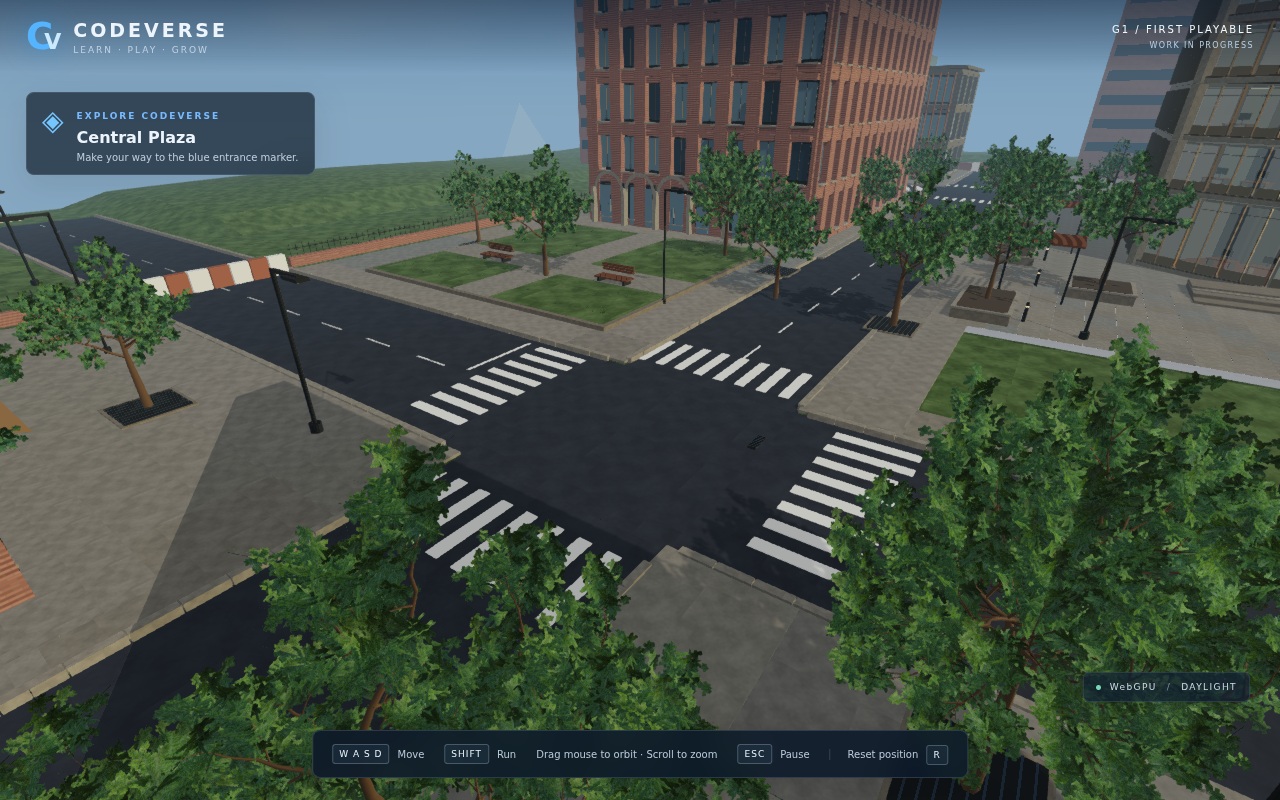 CV CODEVERSE
LEARN · PLAY · GROW
G1 / FIRST PLAYABLE
WORK IN PROGRESS
EXPLORE CODEVERSE
Central Plaza
Make your way to the blue entrance marker.
WebGPU / DAYLIGHT
W A S D Move SHIFT Run Drag mouse to orbit · Scroll to zoom ESC Pause | Reset position R